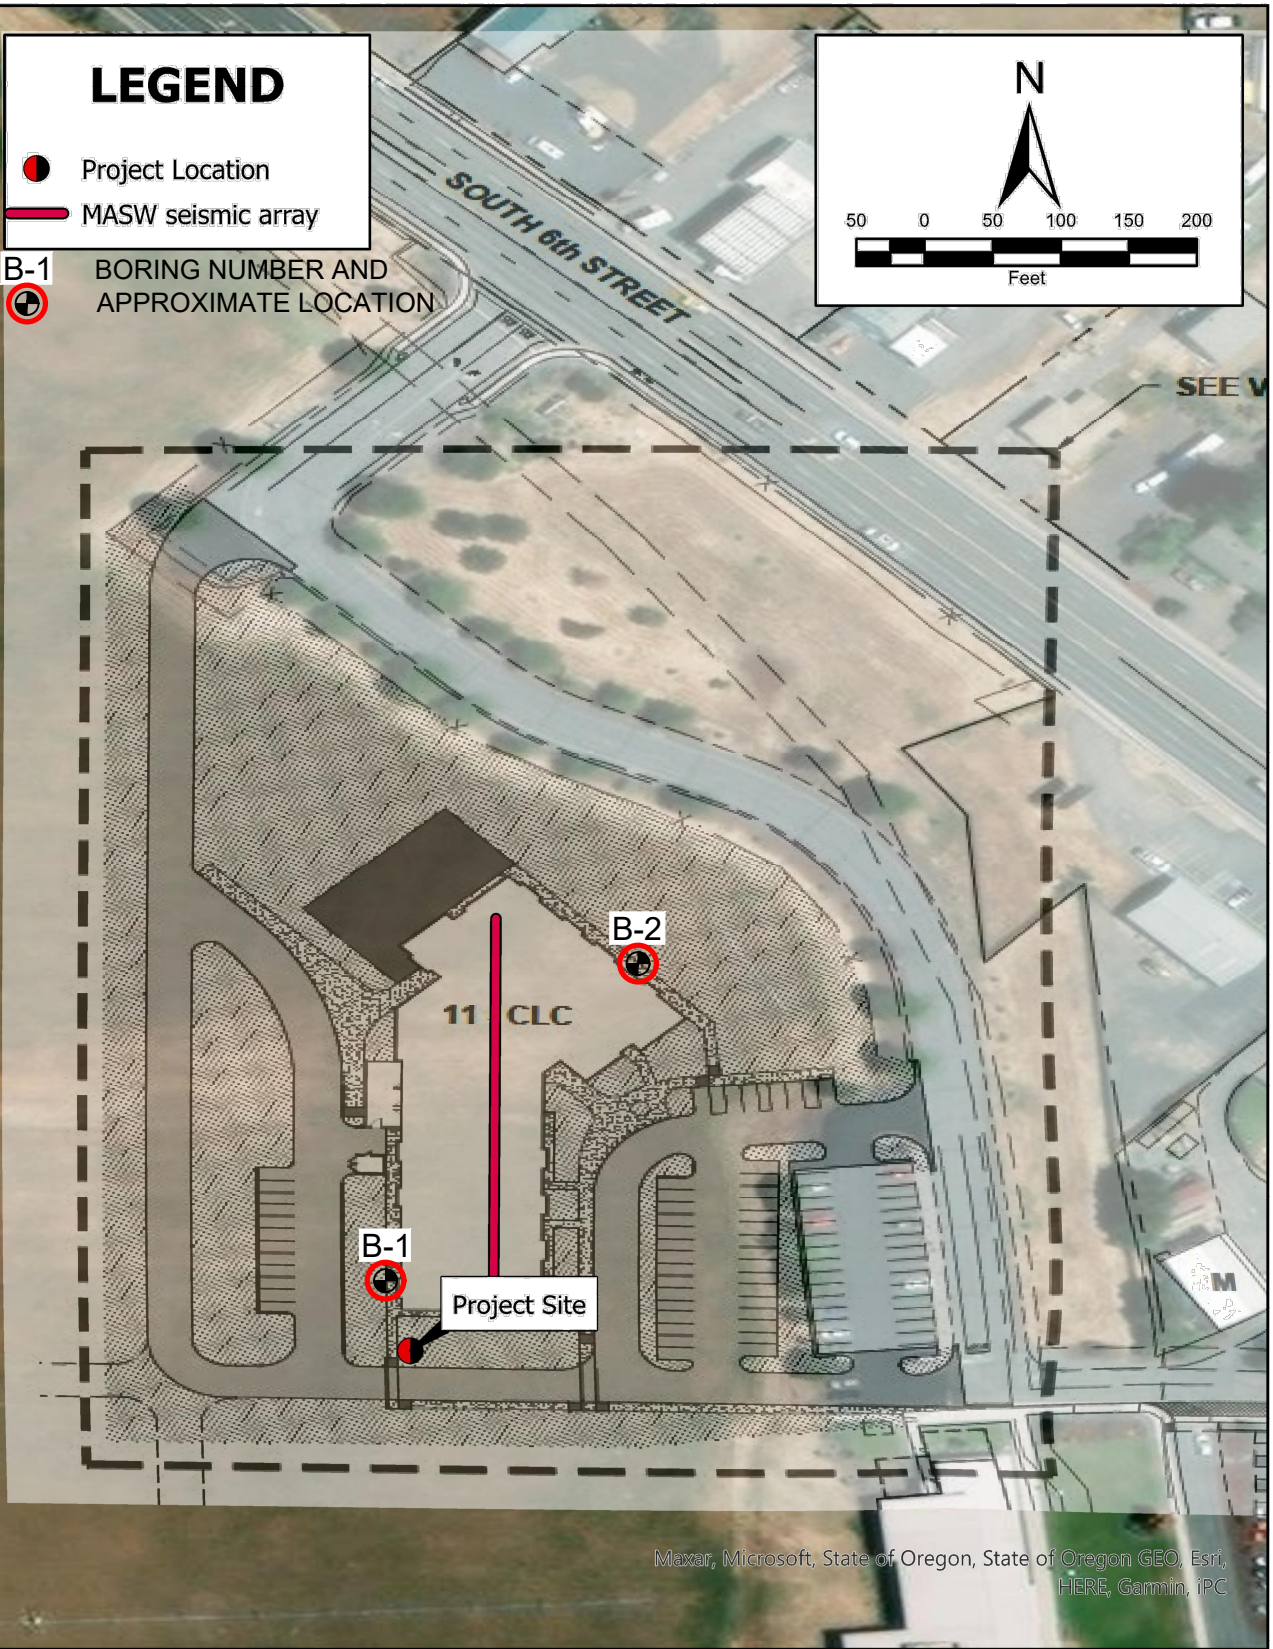 LEGEND
Project Location
MASW seismic array
B-1
BORING NUMBER AND
APPROXIMATE LOCATION
N
50 0 50 100 150 200
Feet
SOUTH 6th STREET
SEE
B-2
11 CLC
B-1
Project Site
M
Maxar, Microsoft, State of Oregon, State of Oregon GEO, Esri,
HERE, Garmin, iPC